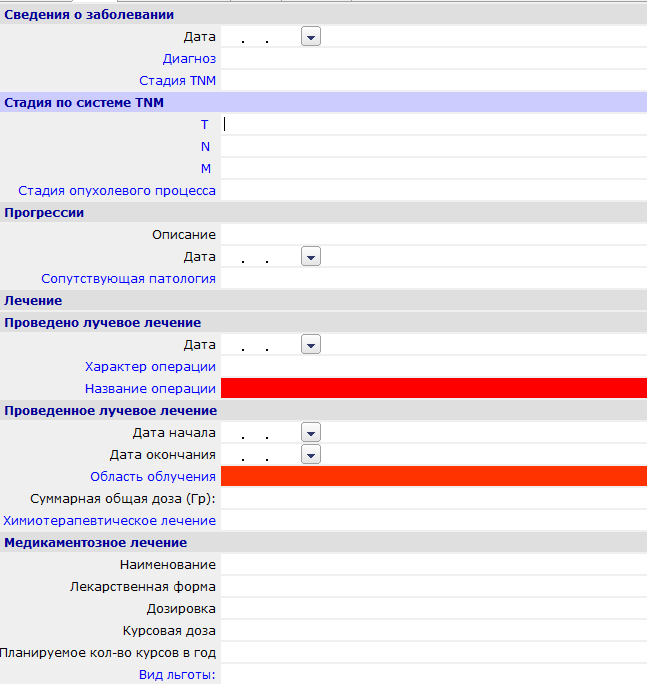 Сведения о заболевании
Дата . .
Диагноз
Стадия TNM
Стадия по системе TNM
T
N
M
Стадия опухолевого процесса
Прогрессии
Описание
Дата . .
Сопутствующая патология
Лечение
Проведено лучевое лечение
Дата . .
Характер операции
Название операции
Проведенное лучевое лечение
Дата начала . .
Дата окончания . .
Область облучения
Суммарная общая доза (Гр):
Химиотерапевтическое лечение
Медикаментозное лечение
Наименование
Лекарственная форма
Дозировка
Курсовая доза
Планируемое кол-во курсов в год
Вид льготы: